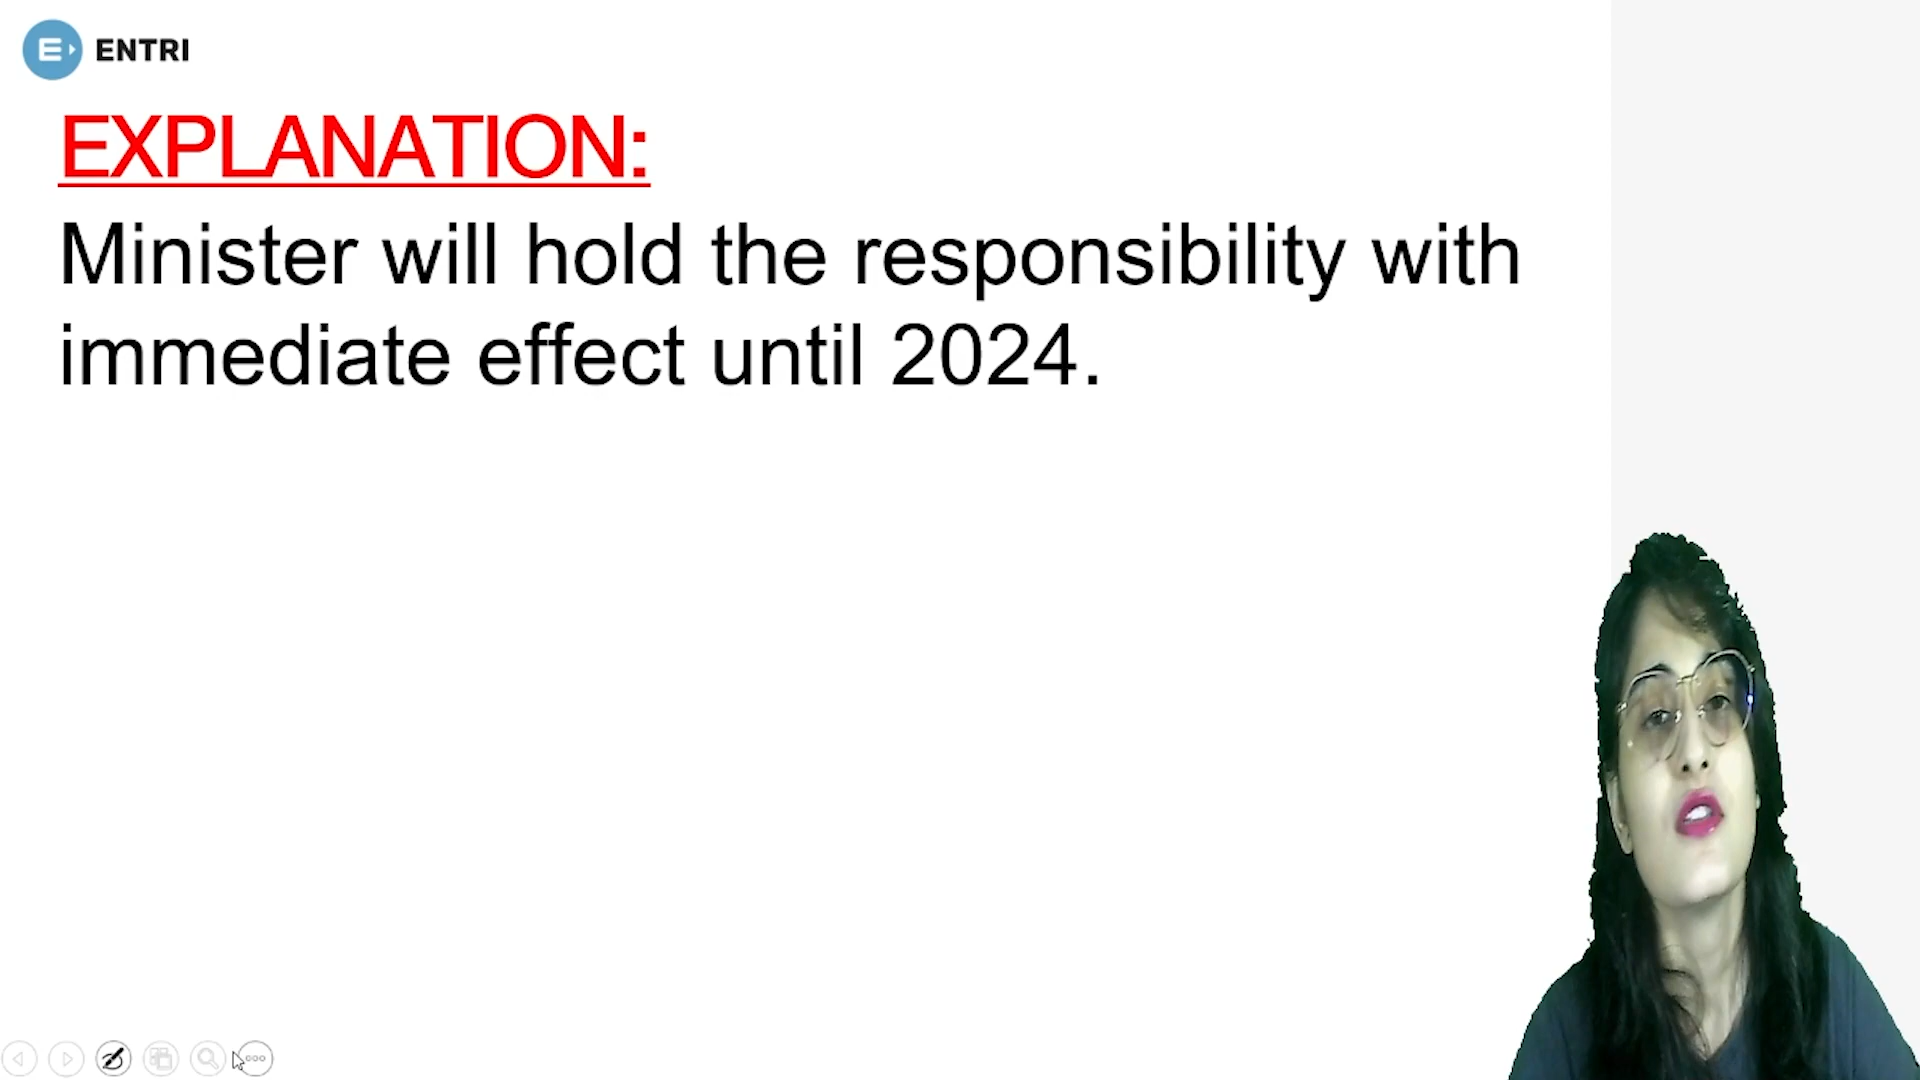 ENTRI
EXPLANATION:
Minister will hold the responsibility with
immediate effect until 2024.